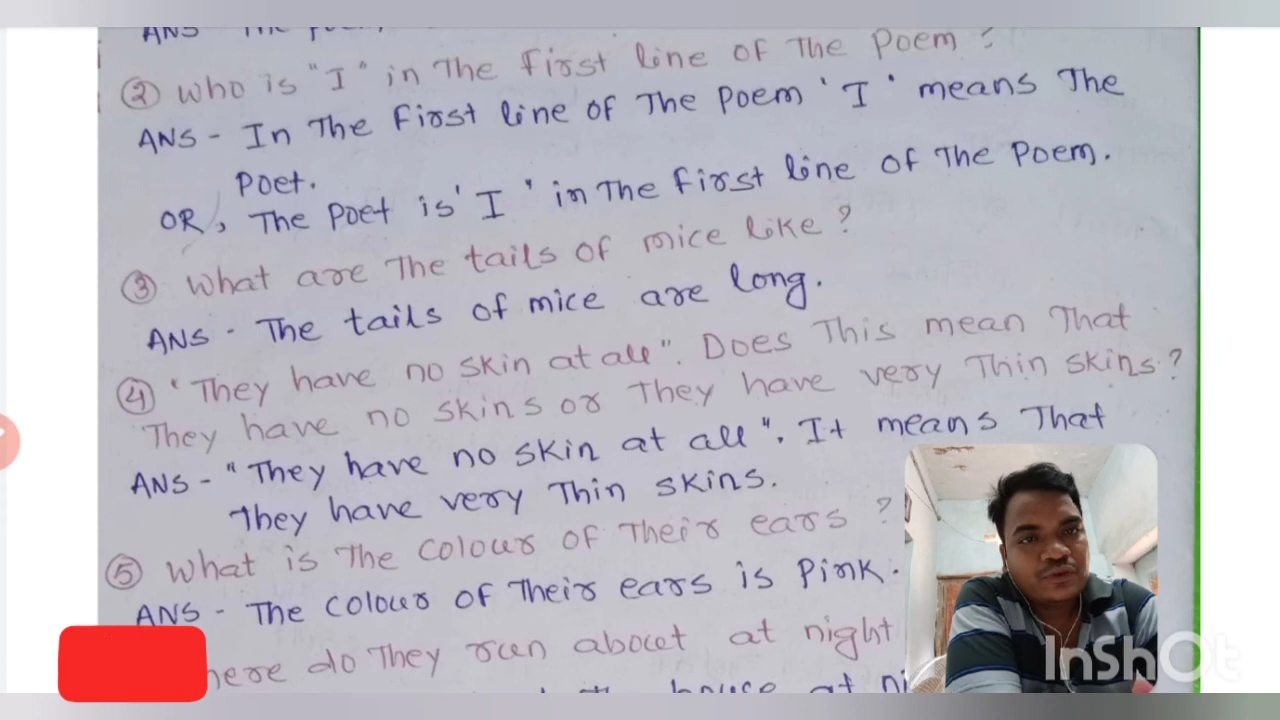 ANS
② Who is "I" in The first line of The Poem ?
ANS - In The first line of The Poem 'I' means The
Poet.
OR, The Poet is 'I' in The first line of The Poem.
③ What are The tails of mice like ?
ANS - The tails of mice are long.
④ "They have no skin at all". Does This mean That
They have no skins or They have very Thin skins.?
ANS - "They have no skin at all". It means That
They have very Thin skins.
⑤ What is The colour of Their ears ?
ANS - The colour of Their ears is Pink.
here do They run about at night
house at
InShOt